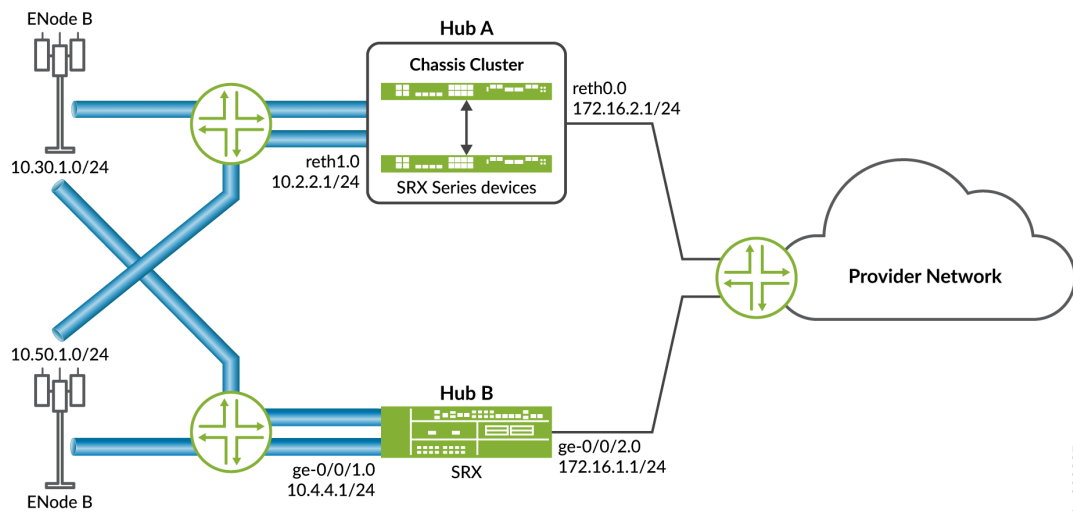 ENode B
Hub A
Chassis Cluster
reth0.0
172.16.2.1/24
10.30.1.0/24
reth1.0
10.2.2.1/24
SRX Series devices
Provider Network
10.50.1.0/24
Hub B
ge-0/0/1.0
10.4.4.1/24
SRX
ge-0/0/2.0
172.16.1.1/24
ENode B